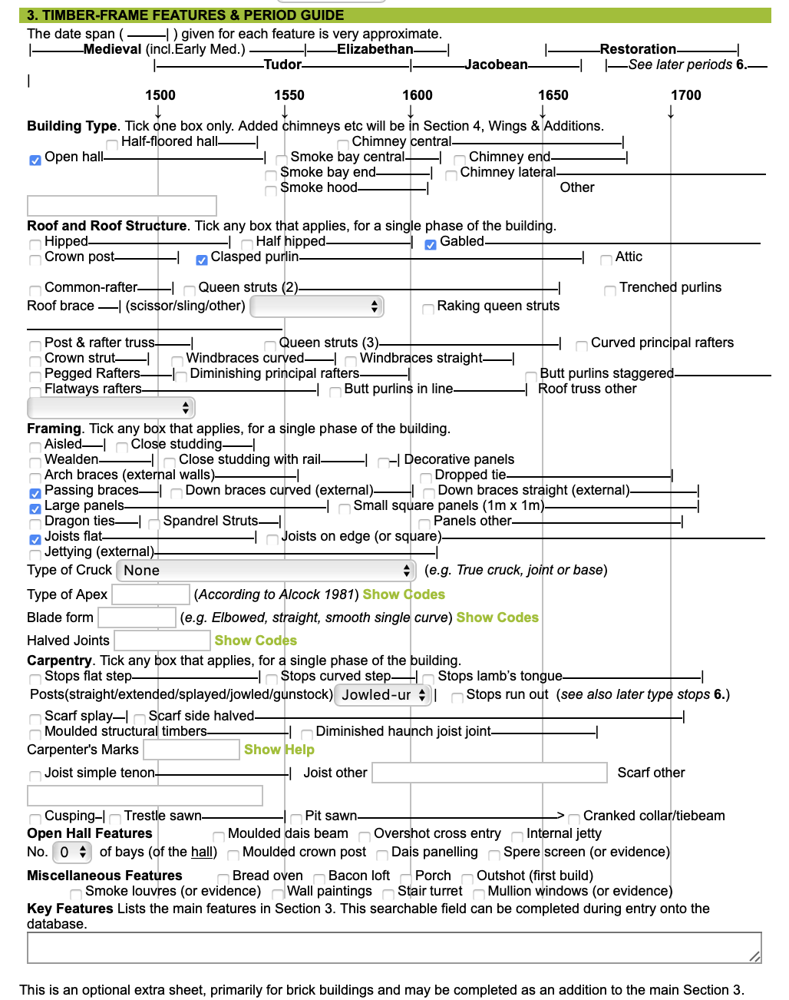 3. TIMBER-FRAME FEATURES & PERIOD GUIDE
The date span ( ———| ) given for each feature is very approximate.
|———Medieval (incl.Early Med.) ———|——Elizabethan——| |———Restoration———|
|————Tudor————|————Jacobean————| |——See later periods 6.——
|
1500 1550 1600 1650 1700
↓ ↓ ↓ ↓ ↓
Building Type. Tick one box only. Added chimneys etc will be in Section 4, Wings & Additions.
Half-floored hall——| Chimney central————|
Open hall————| Smoke bay central——| Chimney end———|
Smoke bay end———| Chimney lateral————
Smoke hood———| Other
Roof and Roof Structure. Tick any box that applies, for a single phase of the building.
Hipped————| Half hipped———| Gabled————
Crown post———| Clasped purlin————| Attic
Common-rafter——| Queen struts (2)————| Trenched purlins
Roof brace ——| (scissor/sling/other) Raking queen struts
Post & rafter truss——| Queen struts (3)————| Curved principal rafters
Crown strut——| Windbraces curved——| Windbraces straight——|
Pegged Rafters——| Diminishing principal rafters———| Butt purlins staggered————
Flatways rafters————| Butt purlins in line———| Roof truss other
Framing. Tick any box that applies, for a single phase of the building.
Aisled——| Close studding——|
Wealden———| Close studding with rail——| —| Decorative panels
Arch braces (external walls)———| Dropped tie————|
Passing braces——| Down braces curved (external)——| Down braces straight (external)———|
Large panels————| Small square panels (1m x 1m)————|
Dragon ties——| Spandrel Struts——| Panels other————|
Joists flat————| Joists on edge (or square)————
Jettying (external)————|
Type of Cruck None (e.g. True cruck, joint or base)
Type of Apex (According to Alcock 1981) Show Codes
Blade form (e.g. Elbowed, straight, smooth single curve) Show Codes
Halved Joints Show Codes
Carpentry. Tick any box that applies, for a single phase of the building.
Stops flat step————| Stops curved step——| Stops lamb's tongue————|
Posts(straight/extended/splayed/jowled/gunstock) Jowled-ur | Stops run out (see also later type stops 6.)
Scarf splay—| Scarf side halved————|
Moulded structural timbers———| Diminished haunch joist joint———|
Carpenter's Marks Show Help
Joist simple tenon————| Joist other Scarf other
Cusping–| Trestle sawn———| Pit sawn————> Cranked collar/tiebeam
Open Hall Features Moulded dais beam Overshot cross entry Internal jetty
No. 0 of bays (of the hall) Moulded crown post Dais panelling Spere screen (or evidence)
Miscellaneous Features Bread oven Bacon loft Porch Outshot (first build)
Smoke louvres (or evidence) Wall paintings Stair turret Mullion windows (or evidence)
Key Features Lists the main features in Section 3. This searchable field can be completed during entry onto the
database.
This is an optional extra sheet, primarily for brick buildings and may be completed as an addition to the main Section 3.